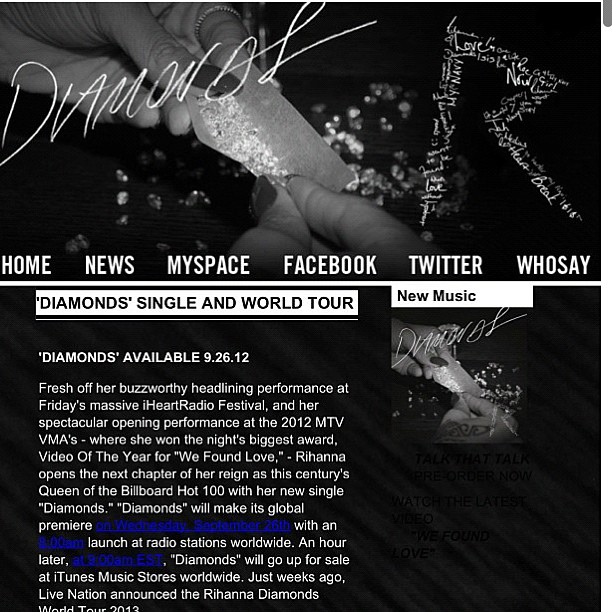 DIAMONDS
Love
Now
MY NAVY
love
HOME NEWS MYSPACE FACEBOOK TWITTER WHOSAY
'DIAMONDS' SINGLE AND WORLD TOUR
New Music
'DIAMONDS' AVAILABLE 9.26.12
DIAMONDS
Fresh off her buzzworthy headlining performance at
Friday's massive iHeartRadio Festival, and her
spectacular opening performance at the 2012 MTV
VMA's - where she won the night's biggest award,
Video Of The Year for "We Found Love," - Rihanna
opens the next chapter of her reign as this century's
Queen of the Billboard Hot 100 with her new single
"Diamonds." "Diamonds" will make its global
premiere on Wednesday, September 26th with an
8:00am launch at radio stations worldwide. An hour
later, at 9:00am EST, "Diamonds" will go up for sale
at iTunes Music Stores worldwide. Just weeks ago,
Live Nation announced the Rihanna Diamonds
World Tour 2013
TALK THAT TALK
PRE-ORDER NOW
WATCH THE LATEST
VIDEO
"WE FOUND
LOVE"